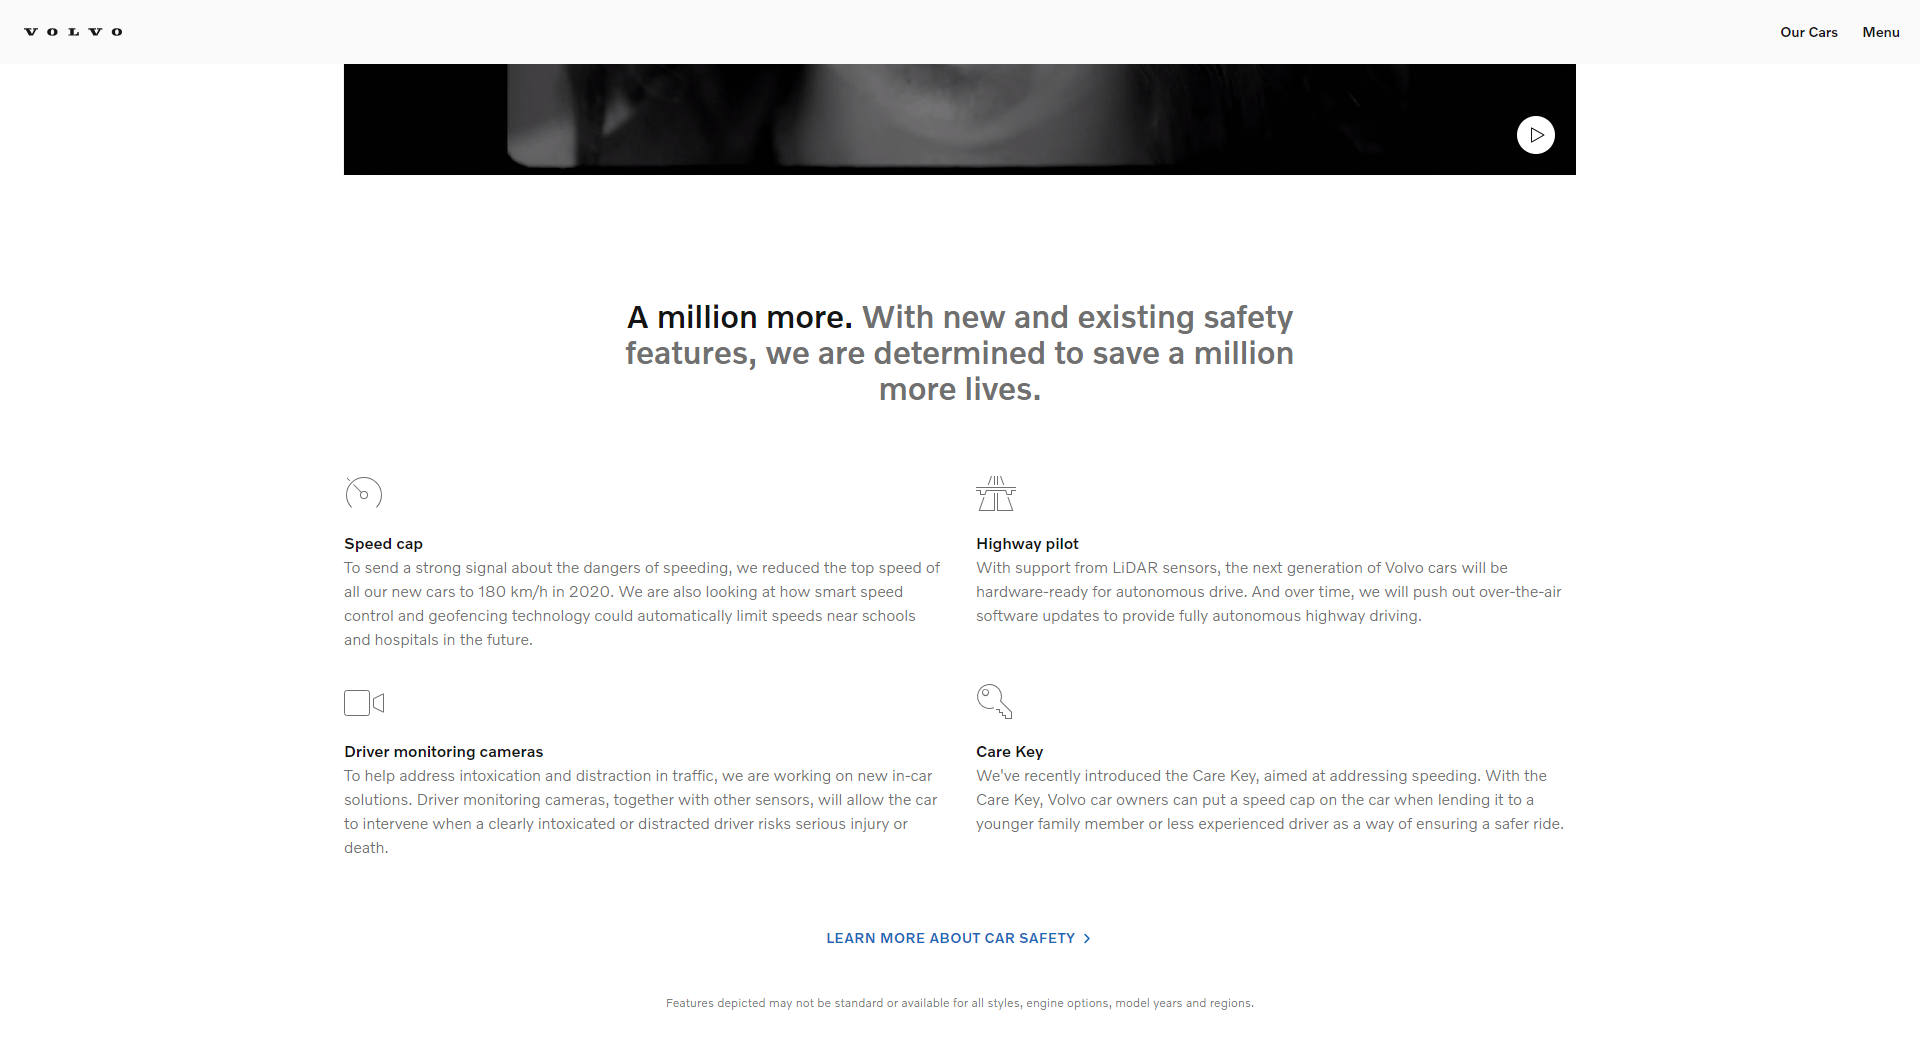 VOLVO
Our Cars
Menu
A million more. With new and existing safety
features, we are determined to save a million
more lives.
Speed cap
To send a strong signal about the dangers of speeding, we reduced the top speed of
all our new cars to 180 km/h in 2020. We are also looking at how smart speed
control and geofencing technology could automatically limit speeds near schools
and hospitals in the future.
Highway pilot
With support from LiDAR sensors, the next generation of Volvo cars will be
hardware-ready for autonomous drive. And over time, we will push out over-the-air
software updates to provide fully autonomous highway driving.
Driver monitoring cameras
To help address intoxication and distraction in traffic, we are working on new in-car
solutions. Driver monitoring cameras, together with other sensors, will allow the car
to intervene when a clearly intoxicated or distracted driver risks serious injury or
death.
Care Key
We've recently introduced the Care Key, aimed at addressing speeding. With the
Care Key, Volvo car owners can put a speed cap on the car when lending it to a
younger family member or less experienced driver as a way of ensuring a safer ride.
LEARN MORE ABOUT CAR SAFETY
Features depicted may not be standard or available for all styles, engine options, model years and regions.